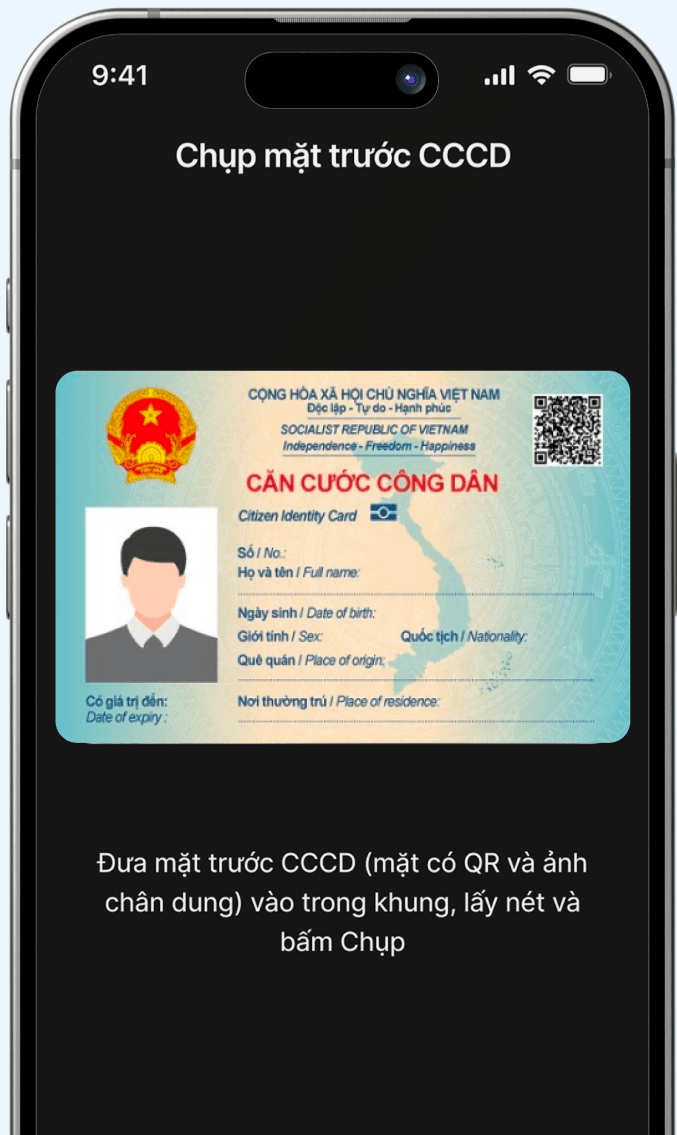 9:41
Chụp mặt trước CCCD
CỘNG HÒA XÃ HỘI CHỦ NGHĨA VIỆT NAM
Độc lập - Tự do - Hạnh phúc
SOCIALIST REPUBLIC OF VIETNAM
Independence - Freedom - Happiness
CĂN CƯỚC CÔNG DÂN
Citizen Identity Card
Số / No.:
Họ và tên / Full name:
Ngày sinh / Date of birth:
Giới tính / Sex: Quốc tịch / Nationality:
Quê quán / Place of origin:
Có giá trị đến: Nơi thường trú / Place of residence:
Date of expiry :
Đưa mặt trước CCCD (mặt có QR và ảnh
chân dung) vào trong khung, lấy nét và
bấm Chụp